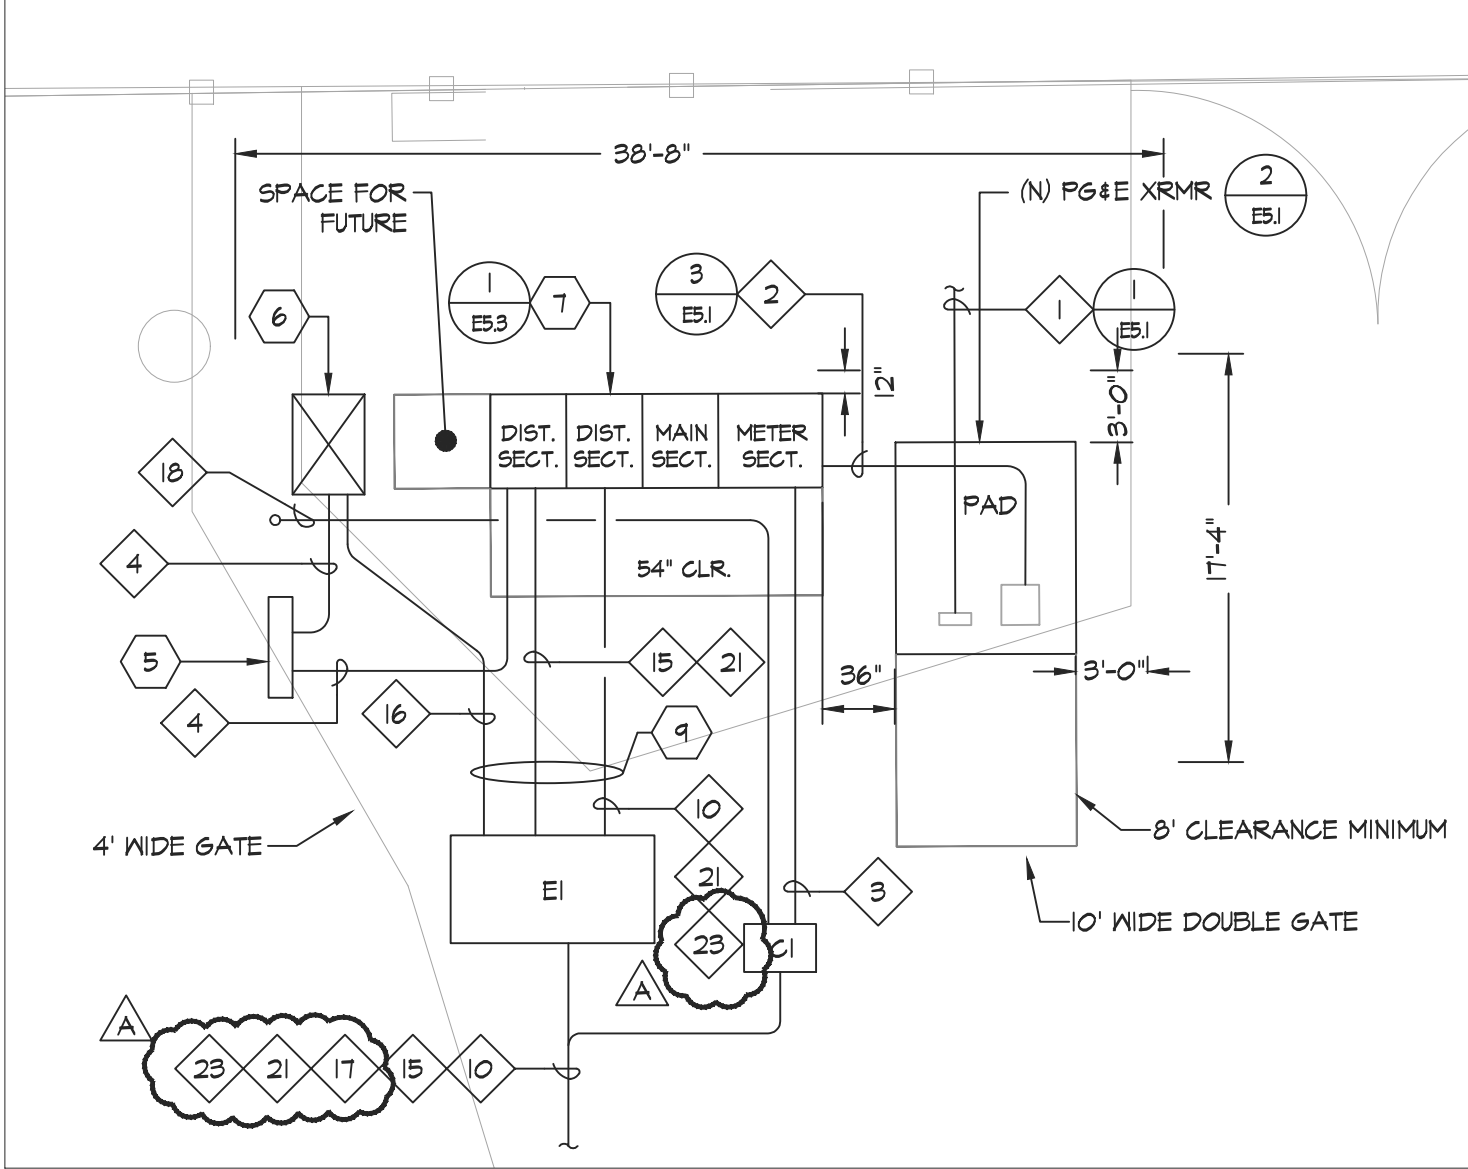 38'-8"
SPACE FOR
FUTURE
(N) PG&E XRMR
2
E5.1
1
E5.3
7
3
E5.1
2
6
1
1
E5.1
12"
3'-0"
DIST.
SECT.
DIST.
SECT.
MAIN
SECT.
METER
SECT.
18
PAD
17'-4"
4
54" CLR.
5
15
21
36"
3'-0"
4
16
9
10
4' WIDE GATE
8' CLEARANCE MINIMUM
E1
21
3
10' WIDE DOUBLE GATE
23
C1
A
A
23
21
17
15
10